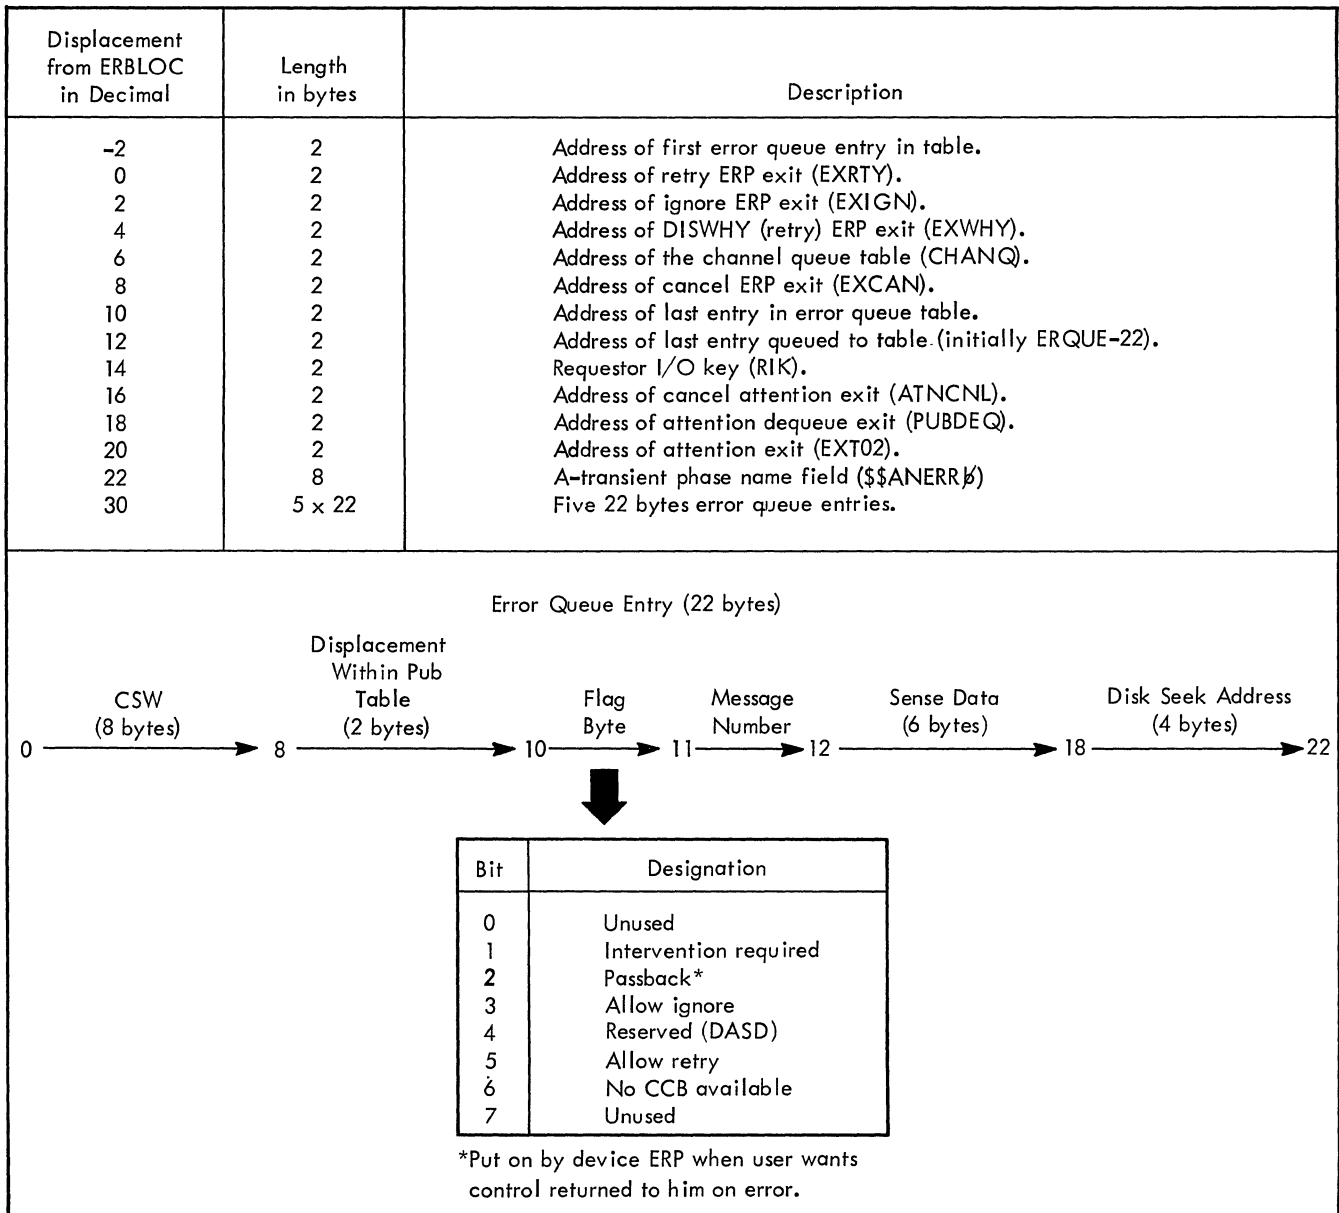 Displacement
from ERBLOC
in Decimal
Length
in bytes
Description
-2 2 Address of first error queue entry in table.
0 2 Address of retry ERP exit (EXRTY).
2 2 Address of ignore ERP exit (EXIGN).
4 2 Address of DISWHY (retry) ERP exit (EXWHY).
6 2 Address of the channel queue table (CHANQ).
8 2 Address of cancel ERP exit (EXCAN).
10 2 Address of last entry in error queue table.
12 2 Address of last entry queued to table (initially ERQUE-22).
14 2 Requestor I/O key (RIK).
16 2 Address of cancel attention exit (ATNCNL).
18 2 Address of attention dequeue exit (PUBDEQ).
20 2 Address of attention exit (EXT02).
22 8 A-transient phase name field ($$ANERRb̸)
30 5 x 22 Five 22 bytes error queue entries.
Error Queue Entry (22 bytes)
CSW
(8 bytes)
Displacement
Within Pub
Table
(2 bytes)
Flag
Byte
Message
Number
Sense Data
(6 bytes)
Disk Seek Address
(4 bytes)
0 8 10 11 12 18 22
Bit Designation
0 Unused
1 Intervention required
2 Passback*
3 Allow ignore
4 Reserved (DASD)
5 Allow retry
6 No CCB available
7 Unused
*Put on by device ERP when user wants
control returned to him on error.